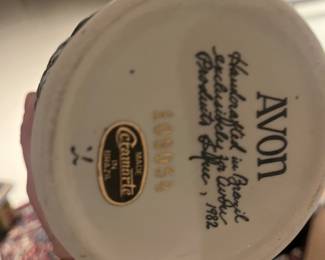 AVON
Handcrafted in Brazil
exclusively for Avon
Products Inc., 1982
MADE
IN
BRAZIL
Ceramarte